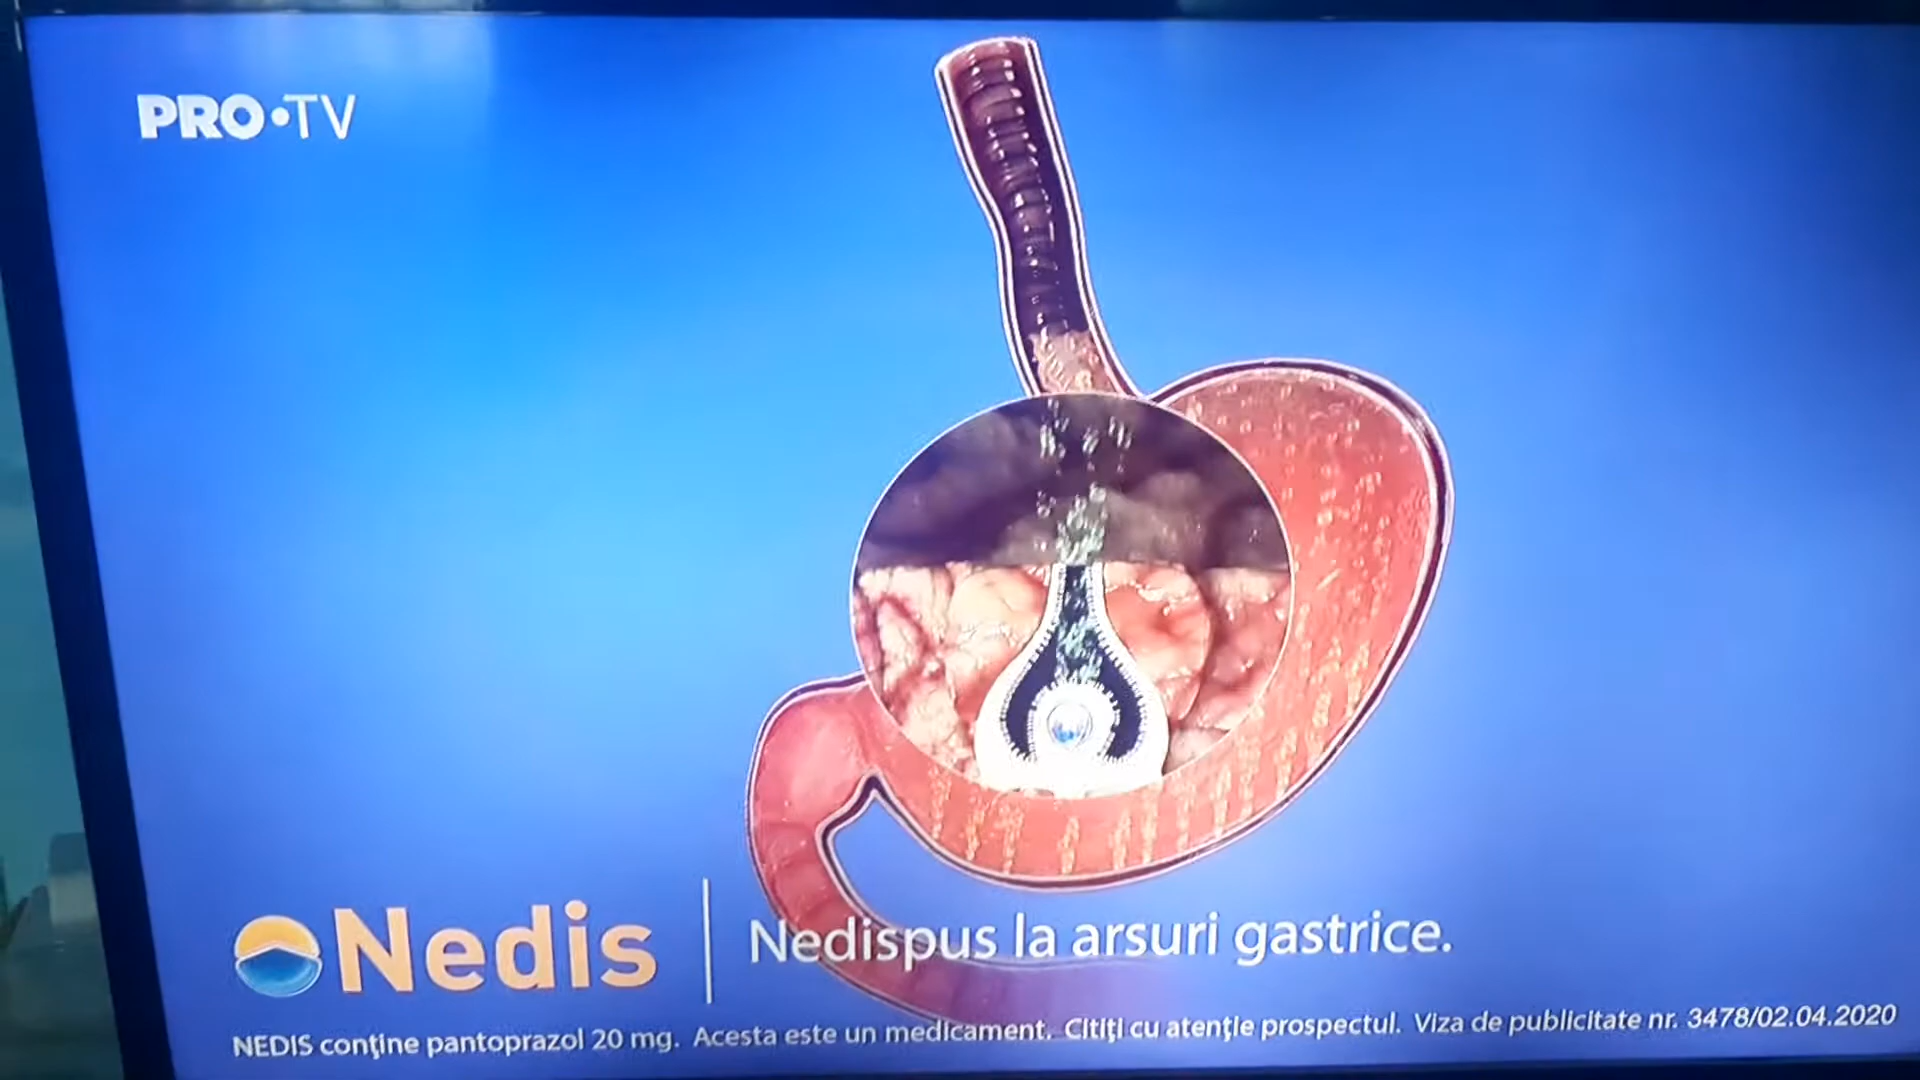 PRO•TV
Nedis
Nedispus la arsuri gastrice.
NEDIS conţine pantoprazol 20 mg. Acesta este un medicament. Citiţi cu atenţie prospectul. Viza de publicitate nr. 3478/02.04.2020